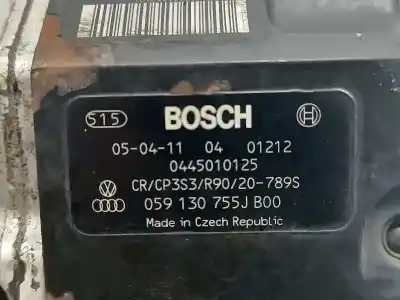 515 BOSCH
05-04-11 04 01212
0445010125
CR/CP3S3/R90/20-789S
059 130 755J B00
Made in Czech Republic